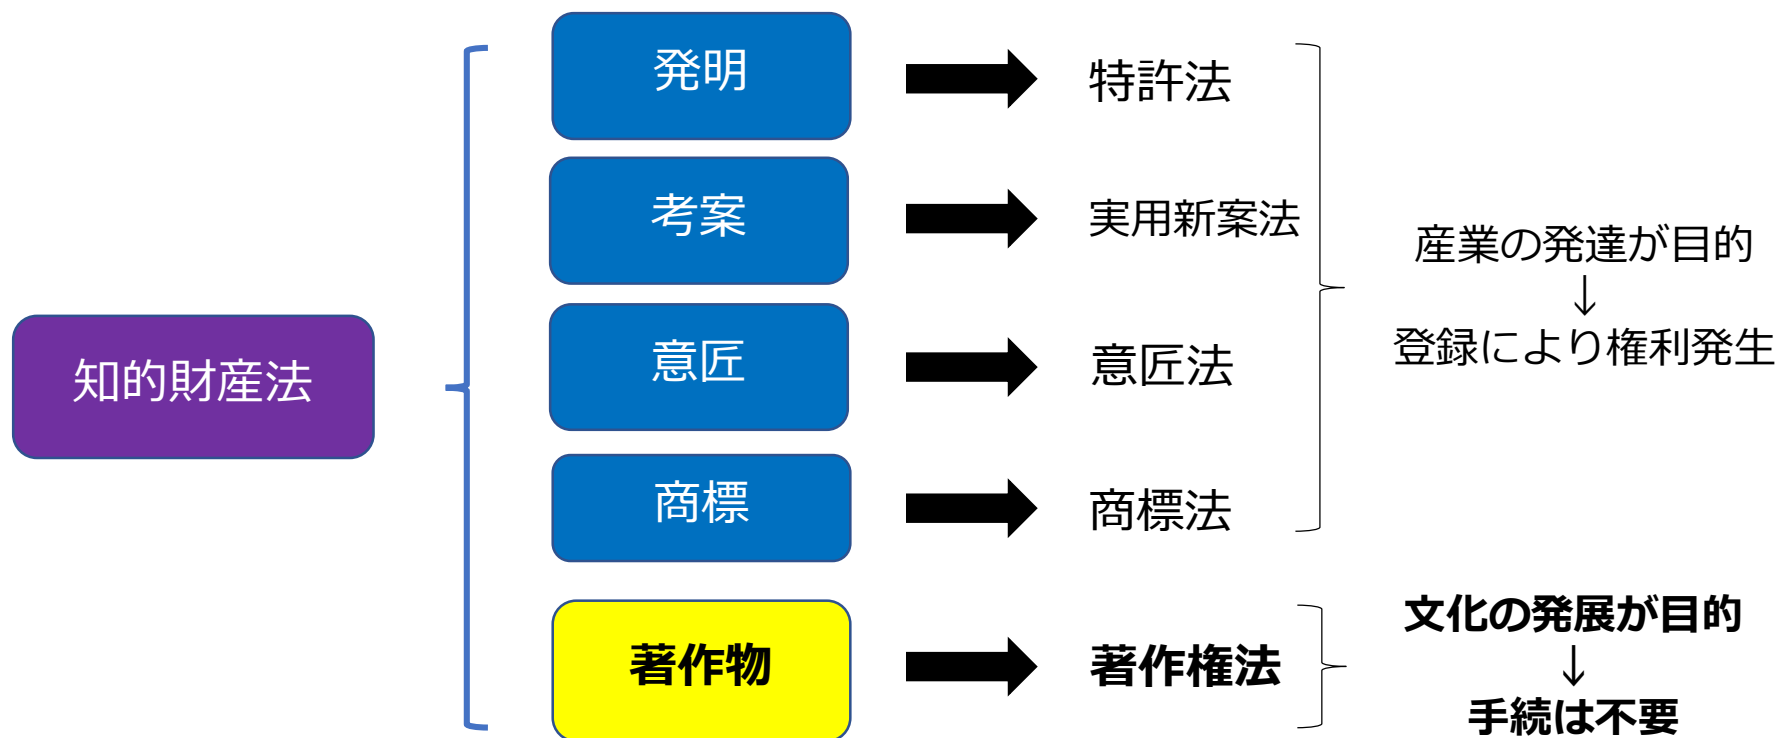 知的財産法
発明
特許法
考案
実用新案法
意匠
意匠法
商標
商標法
産業の発達が目的
↓
登録により権利発生
著作物
著作権法
文化の発展が目的
↓
手続は不要